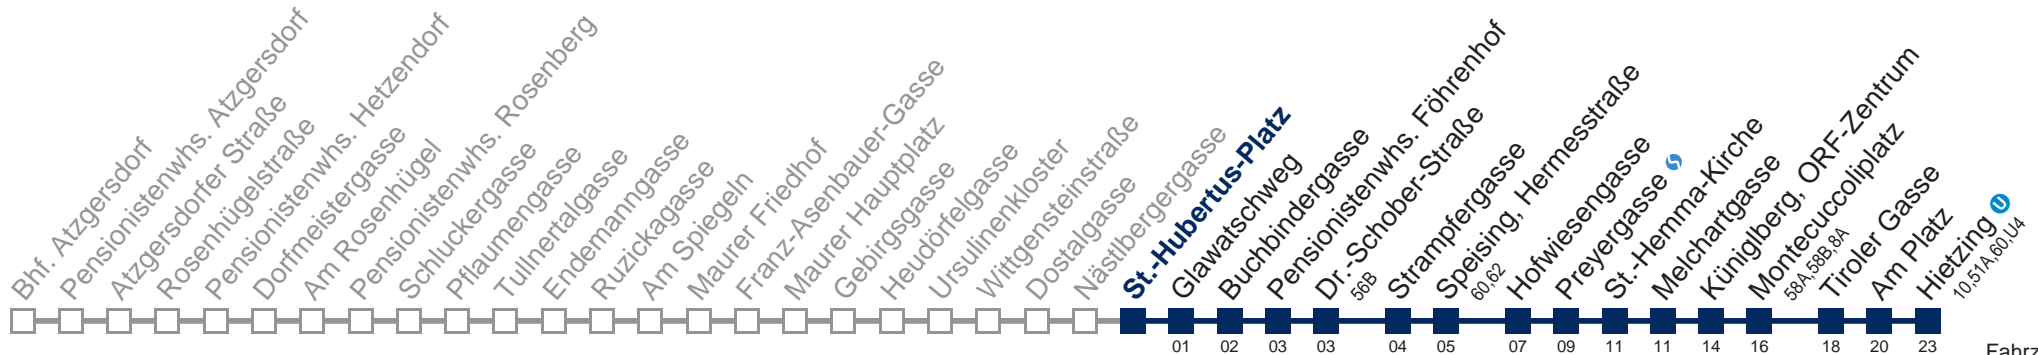 Bhf. Atzgersdorf
Pensionistenwhs. Atzgersdorf
Atzgersdorfer Straße
Rosenhügelstraße
Pensionistenwhs. Hetzendorf
Dorfmeistergasse
Am Rosenhügel
Pensionistenwhs. Rosenberg
Schluckergasse
Pflaumengasse
Tullnertalgasse
Endemanngasse
Ruzickagasse
Am Spiegeln
Maurer Friedhof
Franz-Asenbauer-Gasse
Maurer Hauptplatz
Gebirgsgasse
Heudörfelgasse
Ursulinenkloster
Wittgensteinstraße
Dostalgasse
Nästlbergergasse
St.-Hubertus-Platz
Glawatschweg
Buchbindergasse
Pensionistenwhs. Föhrenhof
Dr.-Schober-Straße
56B
Strampfergasse
Speising, Hermesstraße
60,62
Hofwiesengasse
Preyergasse S
St.-Hemma-Kirche
Melchartgasse
Küniglberg, ORF-Zentrum
Montecuccoliplatz
58A,58B,8A
Tiroler Gasse
Am Platz
Hietzing U
10,51A,60,U4
01 02 03 03 04 05 07 09 11 11 14 16 18 20 23
Fahrz